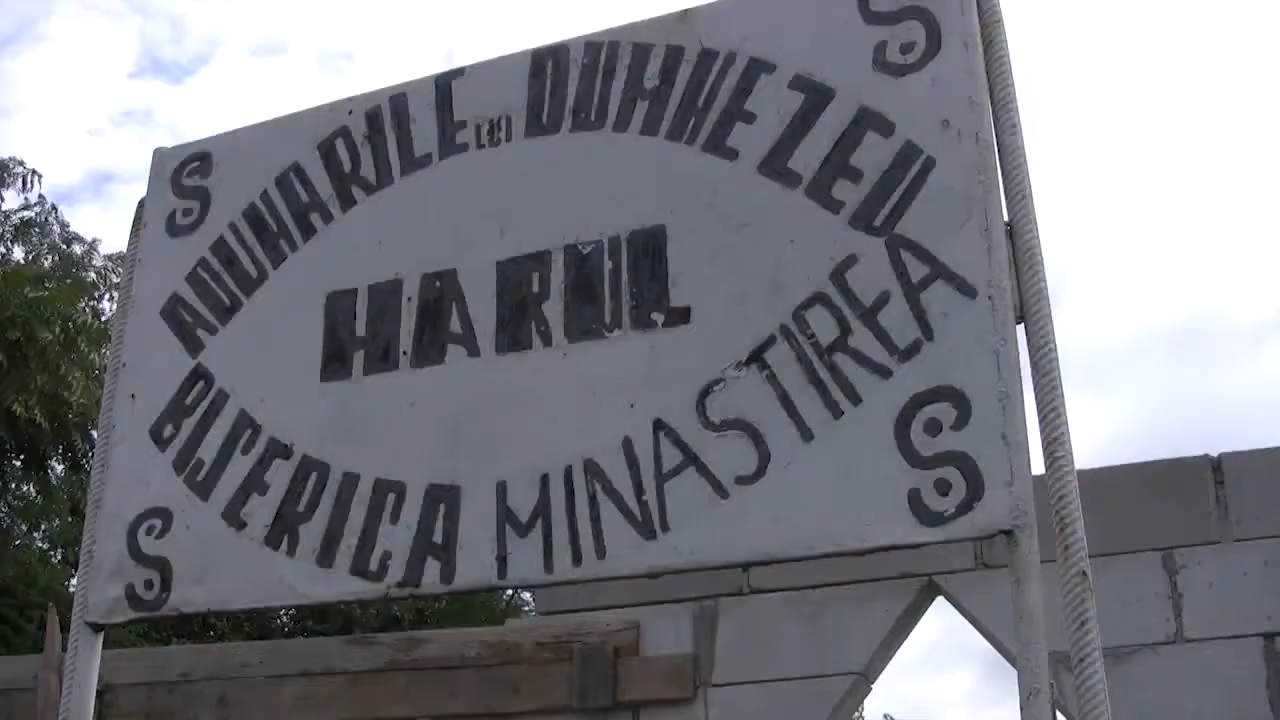 S S
ADUNARILE LUI DUMNEZEU
HARUL
BISERICA MINASTIREA
S S